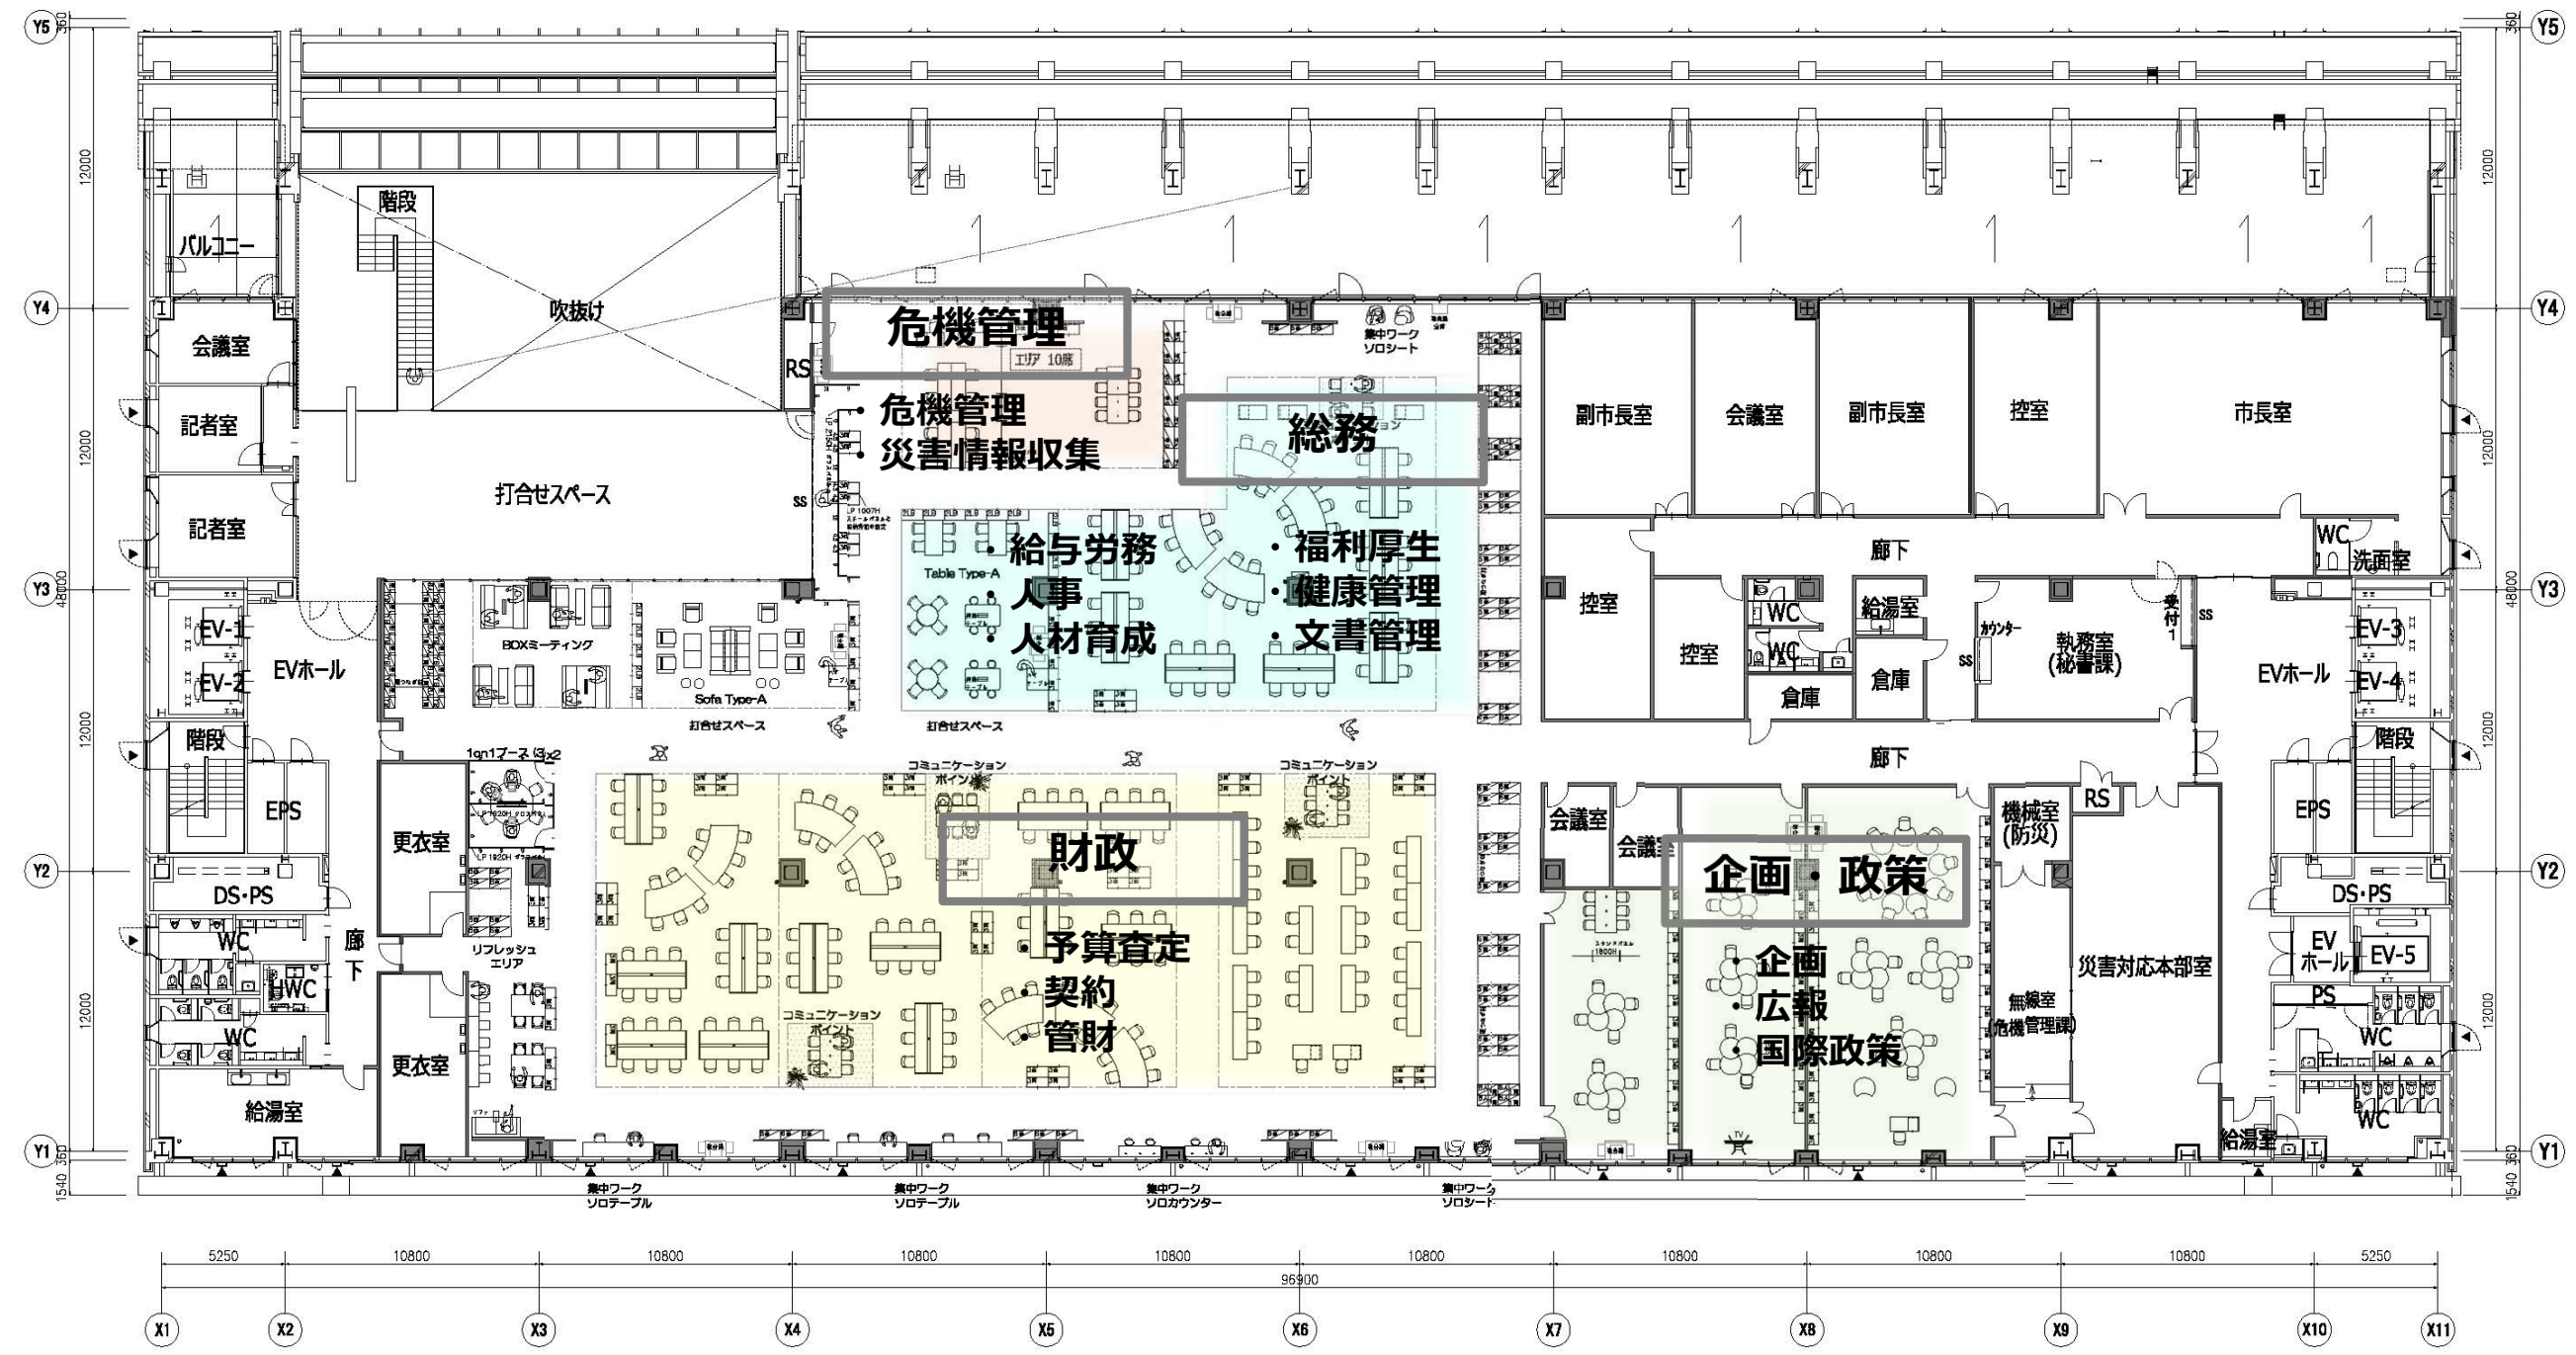 Y5
360
360
Y5
12000
12000
階段
バルコニー
吹抜け
Y4
Y4
危機管理
エリア 10席
集中ワーク
ソロシート
会議室
RS
・危機管理
・災害情報収集
総務
記者室
副市長室
会議室
副市長室
控室
市長室
12000
12000
打合せスペース
SS
LP 1007H
記者室
・給与労務
・人事
・人材育成
・福利厚生
・健康管理
・文書管理
Table Type-A
廊下
WC
洗面室
Y3
48000
48000
Y3
EV-1
EV-2
EVホール
BOXミーティング
Sofa Type-A
打合せスペース
打合せスペース
控室
控室
WC
WC
給湯室
倉庫
倉庫
カウンター
SS
執務室
(秘書課)
受付1
SS
EVホール
EV-3
EV-4
12000
12000
階段
1on1ブース
コミュニケーション
ポイント
コミュニケーション
ポイント
廊下
階段
EPS
更衣室
財政
会議室
会議室
企画・政策
機械室
(防災)
RS
EPS
Y2
Y2
DS・PS
DS・PS
WC
廊下
リフレッシュ
エリア
・予算査定
・契約
・管財
1800H
・企画
・広報
・国際政策
災害対応本部室
EV
ホール
EV-5
HWC
WC
コミュニケーション
ポイント
無線室
(危機管理課)
PS
WC
12000
12000
更衣室
給湯室
TV
給湯室
WC
Y1
360
1540
360
1540
Y1
集中ワーク
ソロテーブル
集中ワーク
ソロテーブル
集中ワーク
ソロカウンター
集中ワーク
ソロシート
5250
10800
10800
10800
10800
10800
10800
10800
10800
5250
96900
X1
X2
X3
X4
X5
X6
X7
X8
X9
X10
X11